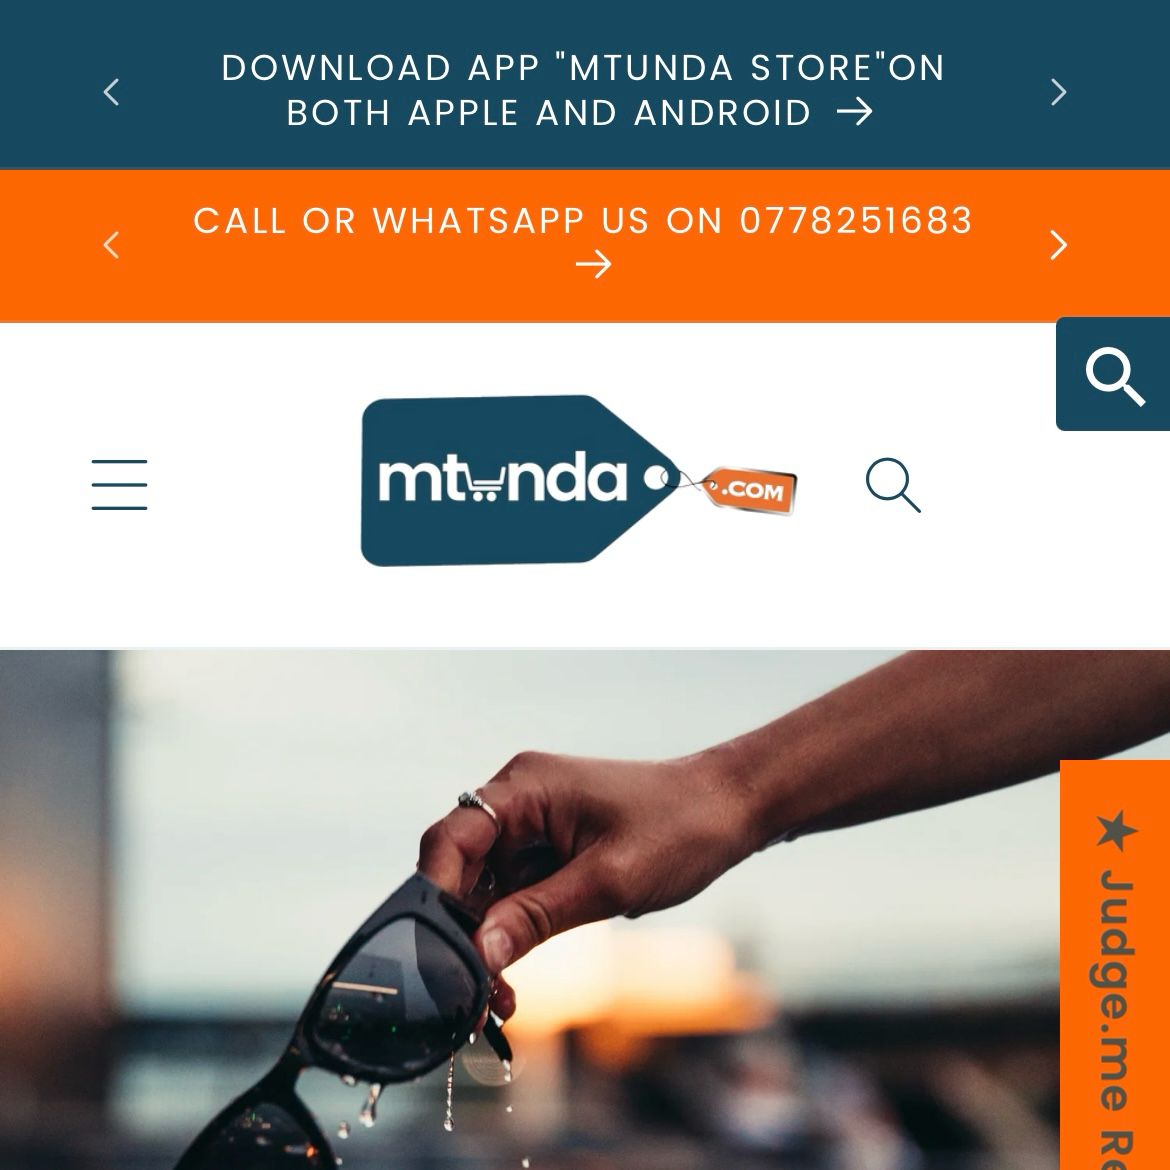 DOWNLOAD APP "MTUNDA STORE"ON
BOTH APPLE AND ANDROID →
CALL OR WHATSAPP US ON 0778251683
→
mtunda
.COM
★ Judge.me